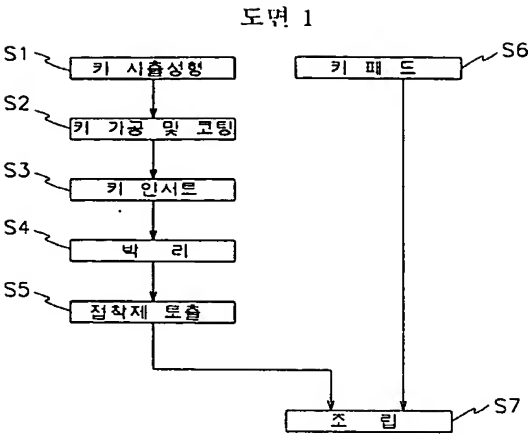 도면 1
S1
키 사출성형
S6
키 패 드
S2
키 가공 및 코팅
S3
키 인서트
S4
박 리
S5
접착제 토출
S7
조 립